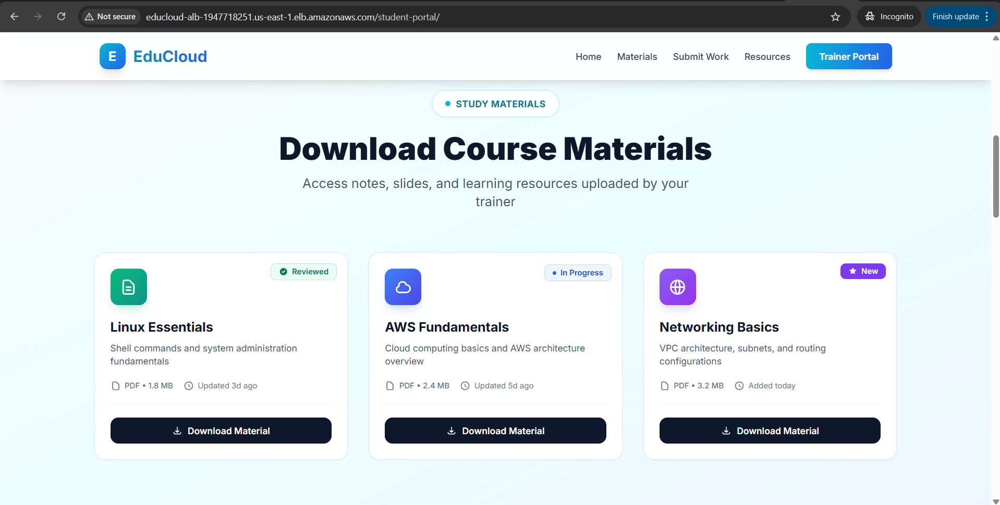 Not secure
educloud-alb-1947718251.us-east-1.elb.amazonaws.com/student-portal/
Incognito
Finish update
E
EduCloud
Home
Materials
Submit Work
Resources
Trainer Portal
STUDY MATERIALS
Download Course Materials
Access notes, slides, and learning resources uploaded by your
trainer
Reviewed
Linux Essentials
Shell commands and system administration
fundamentals
PDF • 1.8 MB
Updated 3d ago
Download Material
In Progress
AWS Fundamentals
Cloud computing basics and AWS architecture
overview
PDF • 2.4 MB
Updated 5d ago
Download Material
New
Networking Basics
VPC architecture, subnets, and routing
configurations
PDF • 3.2 MB
Added today
Download Material